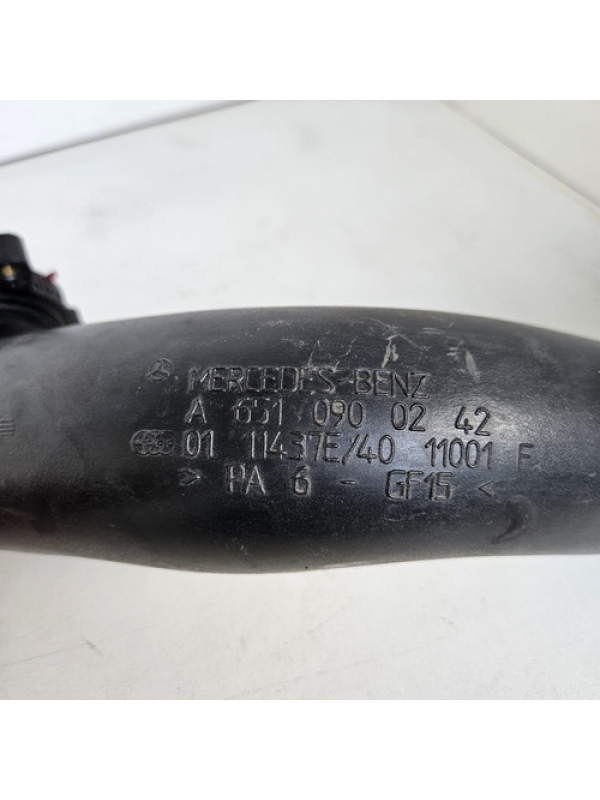 MERCEDES-BENZ
A 651 090 02 42
01 11437E/40 11001 F
> PA 6 - GF15 <